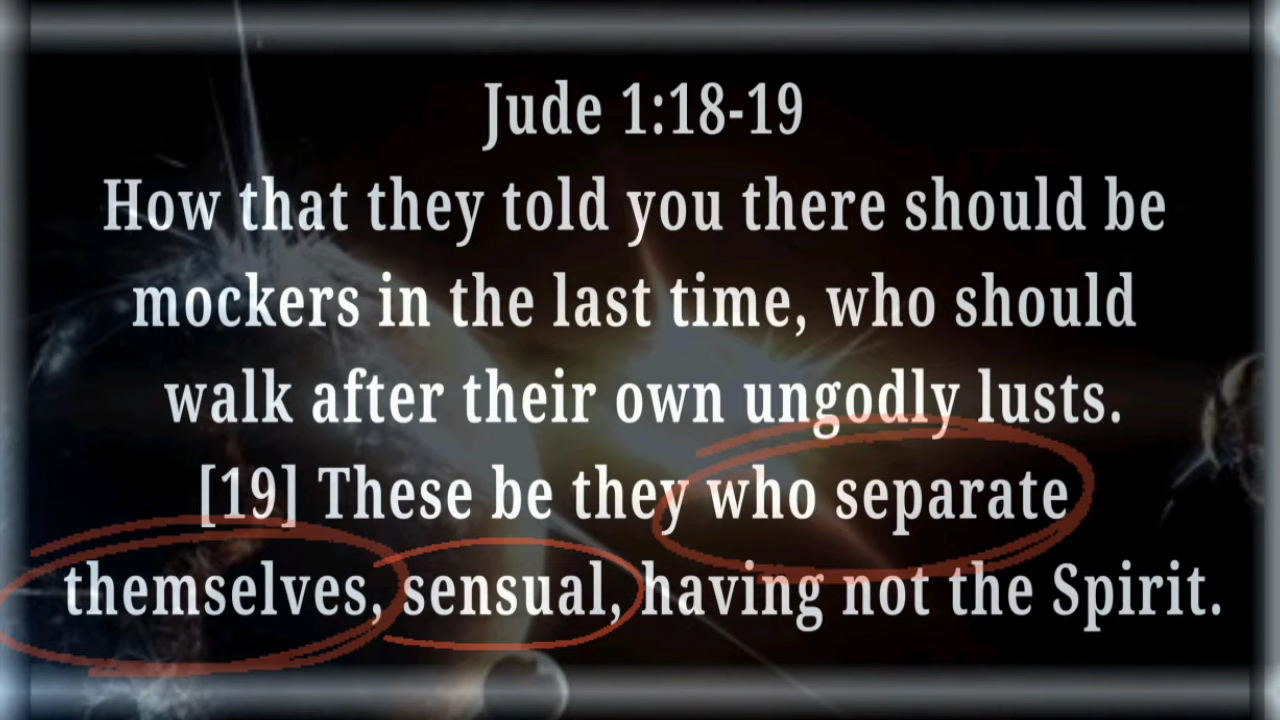 Jude 1:18-19
How that they told you there should be
mockers in the last time, who should
walk after their own ungodly lusts.
[19] These be they who separate
themselves, sensual, having not the Spirit.